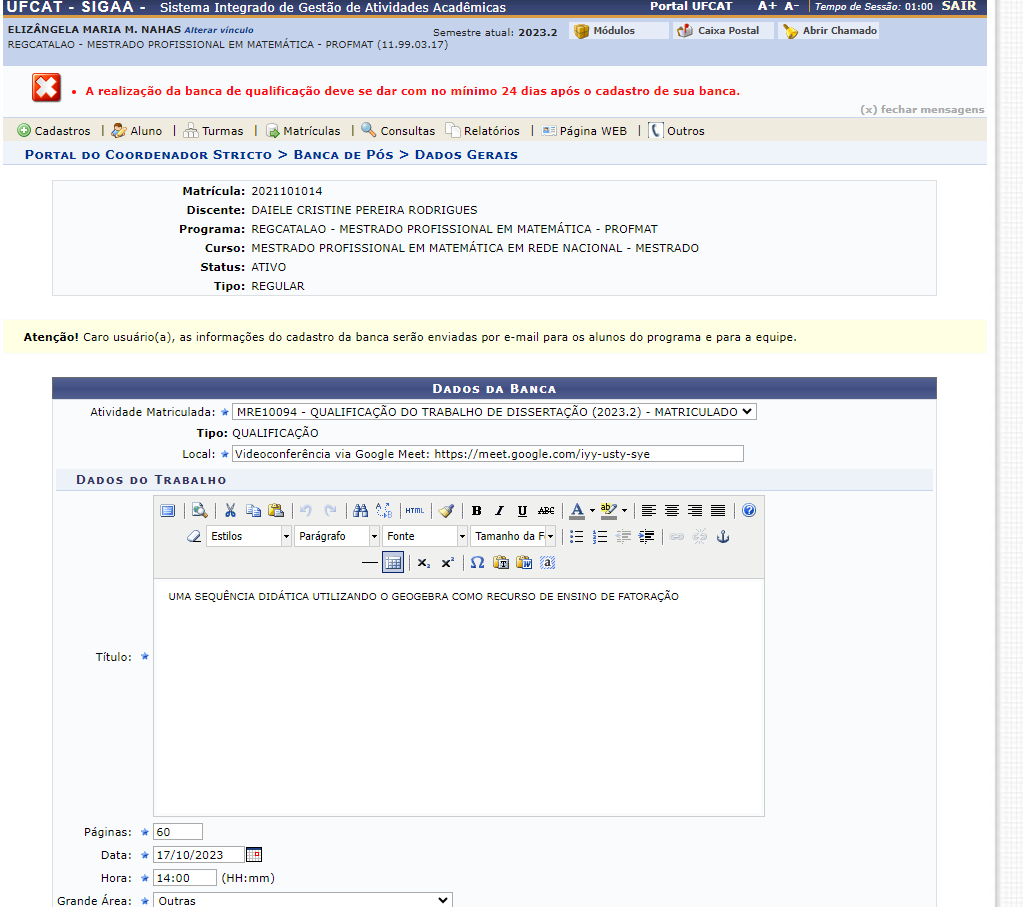 UFCAT - SIGAA - Sistema Integrado de Gestão de Atividades Acadêmicas Portal UFCAT A+ A- Tempo de Sessão: 01:00 SAIR
ELIZÂNGELA MARIA M. NAHAS Alterar vínculo Semestre atual: 2023.2 Módulos Caixa Postal Abrir Chamado
REGCATALAO - MESTRADO PROFISSIONAL EM MATEMÁTICA - PROFMAT (11.99.03.17)
• A realização da banca de qualificação deve se dar com no mínimo 24 dias após o cadastro de sua banca.
(x) fechar mensagens
Cadastros | Aluno | Turmas | Matrículas | Consultas Relatórios | Página WEB | Outros
PORTAL DO COORDENADOR STRICTO > BANCA DE PÓS > DADOS GERAIS
Matrícula: 2021101014
Discente: DAIELE CRISTINE PEREIRA RODRIGUES
Programa: REGCATALAO - MESTRADO PROFISSIONAL EM MATEMÁTICA - PROFMAT
Curso: MESTRADO PROFISSIONAL EM MATEMÁTICA EM REDE NACIONAL - MESTRADO
Status: ATIVO
Tipo: REGULAR
Atenção! Caro usuário(a), as informações do cadastro da banca serão enviadas por e-mail para os alunos do programa e para a equipe.
DADOS DA BANCA
Atividade Matriculada: MRE10094 - QUALIFICAÇÃO DO TRABALHO DE DISSERTAÇÃO (2023.2) - MATRICULADO
Tipo: QUALIFICAÇÃO
Local: Videoconferência via Google Meet: https://meet.google.com/iyy-usty-sye
DADOS DO TRABALHO
HTML B I U ABC A ab
Estilos Parágrafo Fonte Tamanho da F
x₂ x² Ω T W a
UMA SEQUÊNCIA DIDÁTICA UTILIZANDO O GEOGEBRA COMO RECURSO DE ENSINO DE FATORAÇÃO
Título:
Páginas: 60
Data: 17/10/2023
Hora: 14:00 (HH:mm)
Grande Área: Outras